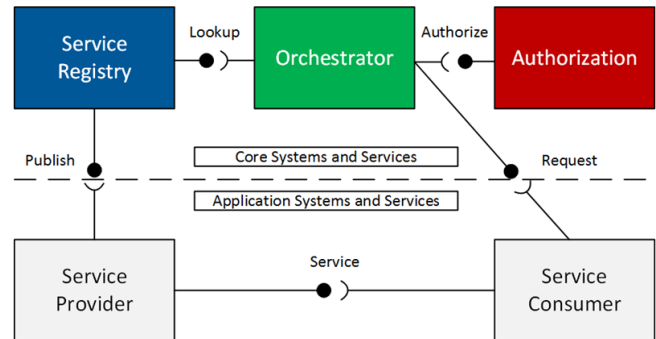 Service
Registry
Lookup
Orchestrator
Authorize
Authorization
Publish
Core Systems and Services
Request
Application Systems and Services
Service
Provider
Service
Service
Consumer